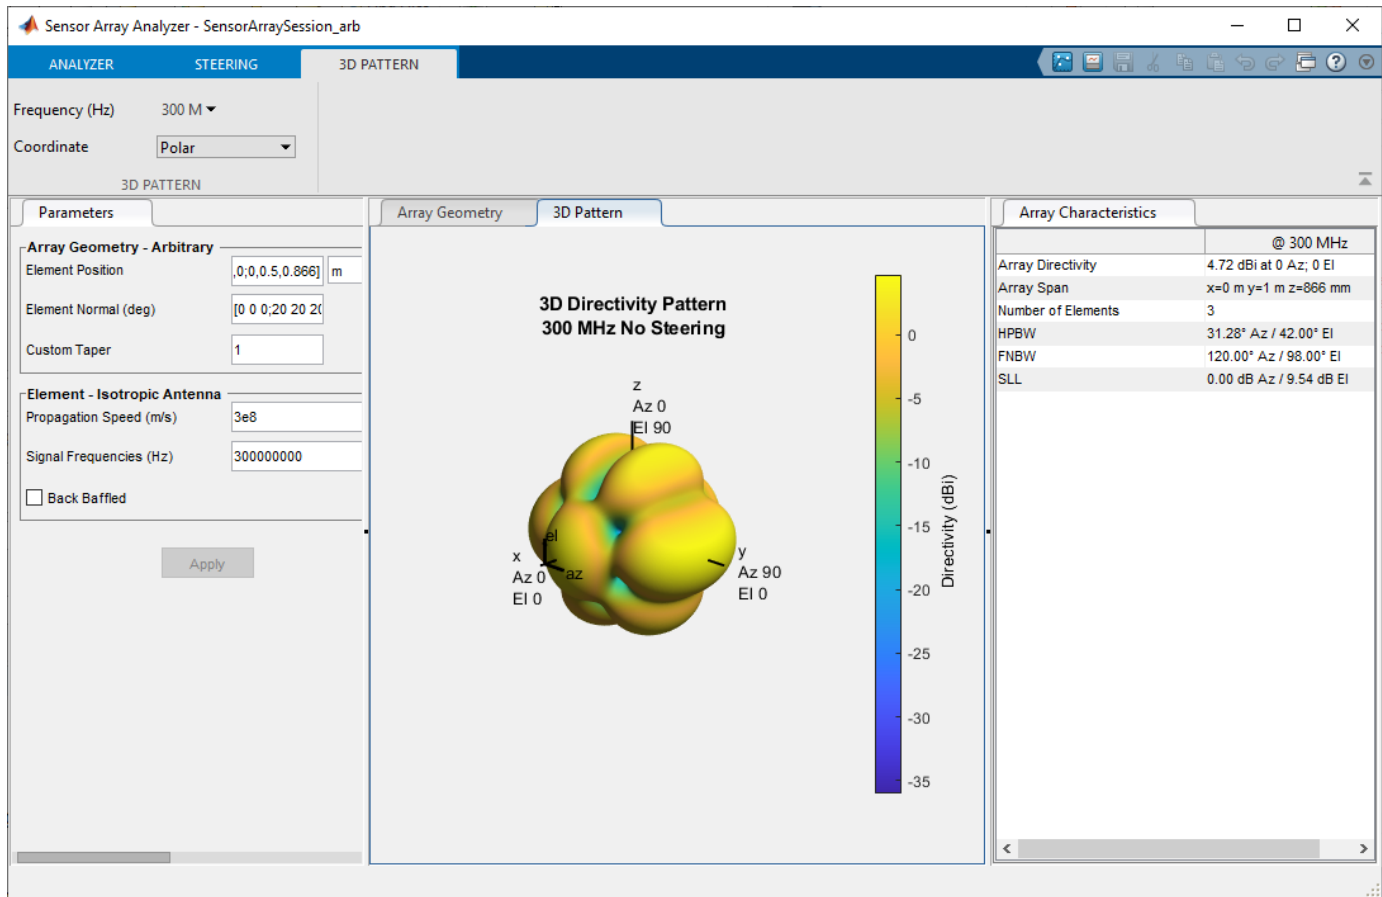 Sensor Array Analyzer - SensorArraySession_arb
ANALYZER STEERING 3D PATTERN
Frequency (Hz) 300 M
Coordinate Polar
3D PATTERN
Parameters
Array Geometry - Arbitrary
Element Position ,0;0,0.5,0.866] m
Element Normal (deg) [0 0 0;20 20 20
Custom Taper 1
Element - Isotropic Antenna
Propagation Speed (m/s) 3e8
Signal Frequencies (Hz) 300000000
Back Baffled
Apply
Array Geometry 3D Pattern
3D Directivity Pattern
300 MHz No Steering
z
Az 0
El 90
el
x
az
Az 0
El 0
y
Az 90
El 0
0
-5
-10
-15
-20
-25
-30
-35
Directivity (dBi)
Array Characteristics
@ 300 MHz
Array Directivity 4.72 dBi at 0 Az; 0 El
Array Span x=0 m y=1 m z=866 mm
Number of Elements 3
HPBW 31.28° Az / 42.00° El
FNBW 120.00° Az / 98.00° El
SLL 0.00 dB Az / 9.54 dB El